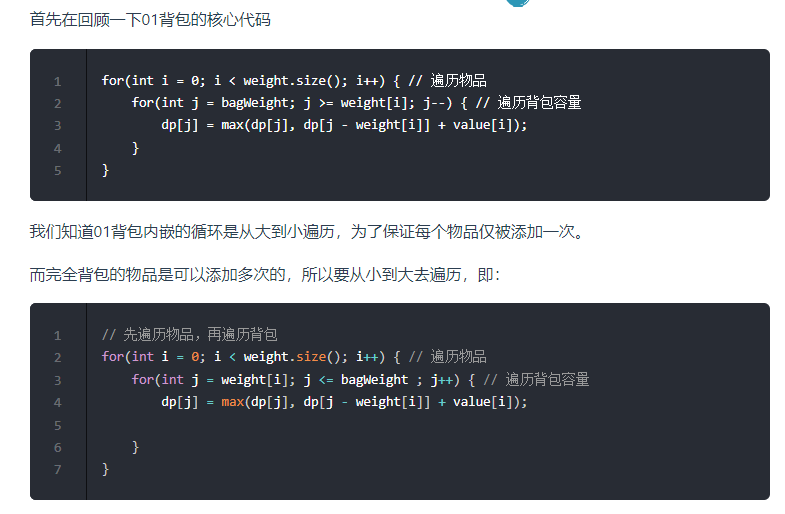 首先在回顾一下01背包的核心代码
1 for(int i = 0; i < weight.size(); i++) { // 遍历物品
2     for(int j = bagWeight; j >= weight[i]; j--) { // 遍历背包容量
3         dp[j] = max(dp[j], dp[j - weight[i]] + value[i]);
4     }
5 }
我们知道01背包内嵌的循环是从大到小遍历，为了保证每个物品仅被添加一次。
而完全背包的物品是可以添加多次的，所以要从小到大去遍历，即：
1 // 先遍历物品，再遍历背包
2 for(int i = 0; i < weight.size(); i++) { // 遍历物品
3     for(int j = weight[i]; j <= bagWeight ; j++) { // 遍历背包容量
4         dp[j] = max(dp[j], dp[j - weight[i]] + value[i]);
5
6     }
7 }